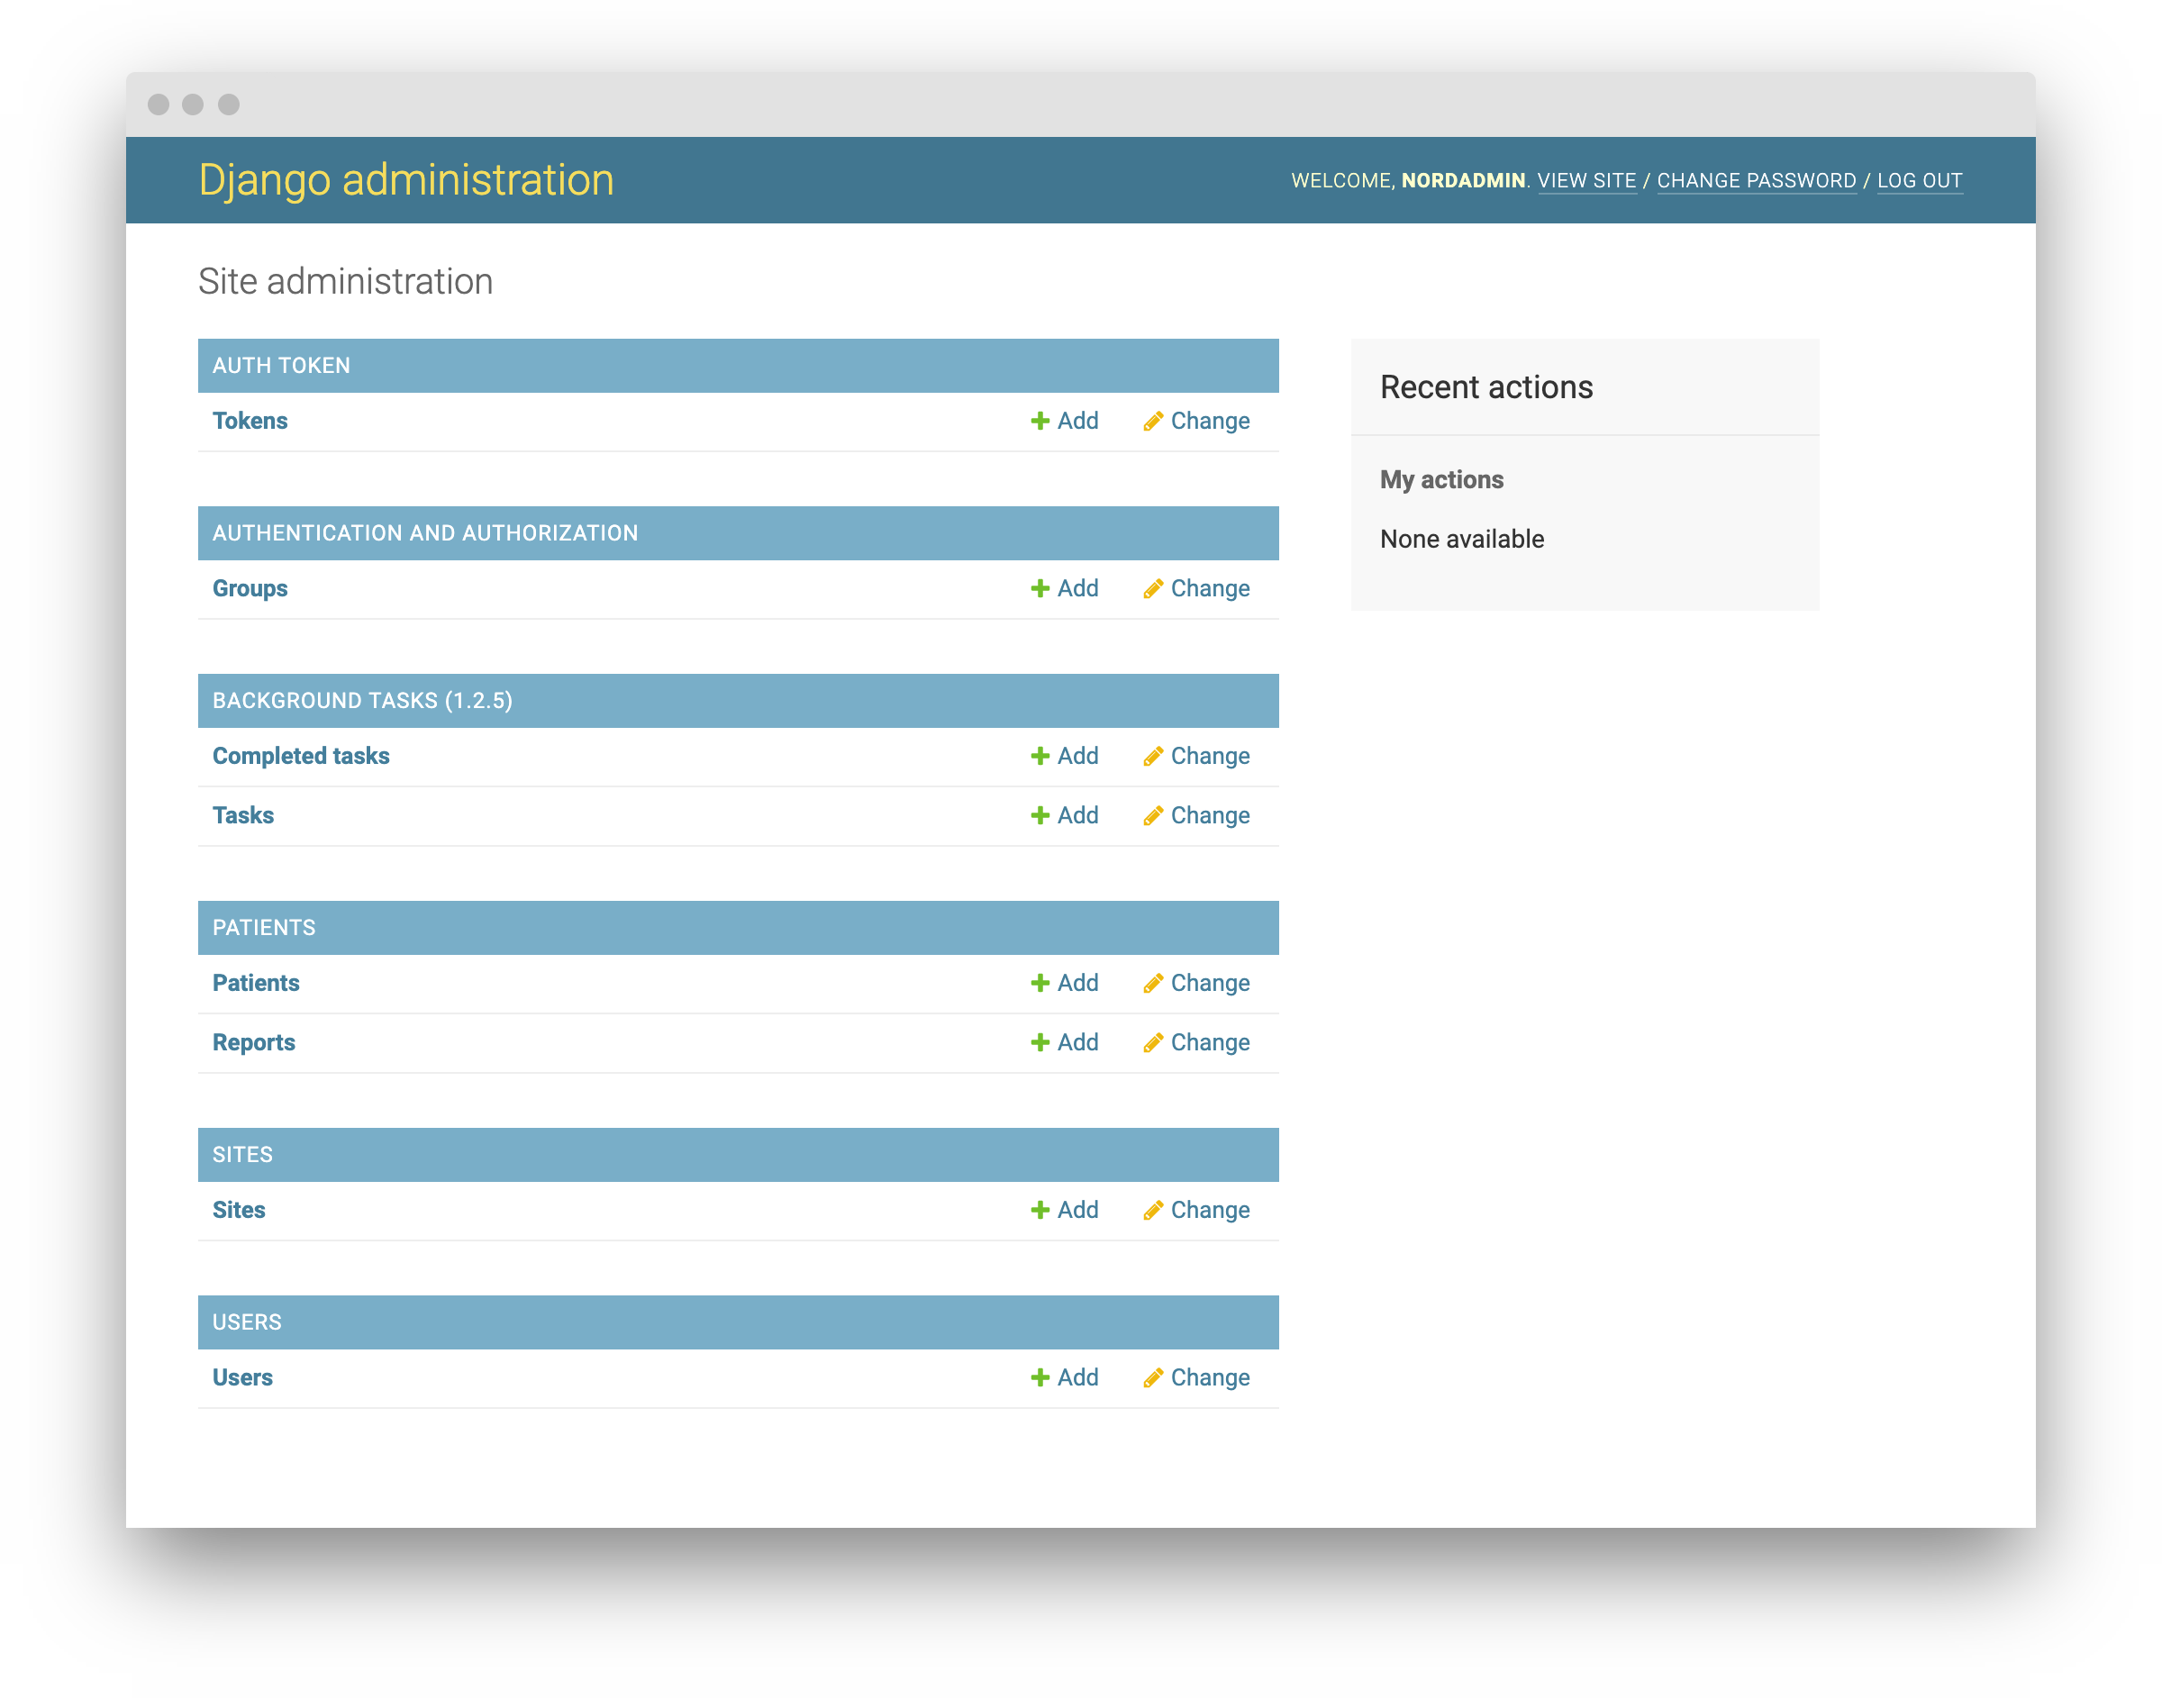 Django administration
WELCOME, NORDADMIN. VIEW SITE / CHANGE PASSWORD / LOG OUT
Site administration
AUTH TOKEN
Tokens Add Change
AUTHENTICATION AND AUTHORIZATION
Groups Add Change
BACKGROUND TASKS (1.2.5)
Completed tasks Add Change
Tasks Add Change
PATIENTS
Patients Add Change
Reports Add Change
SITES
Sites Add Change
USERS
Users Add Change
Recent actions
My actions
None available